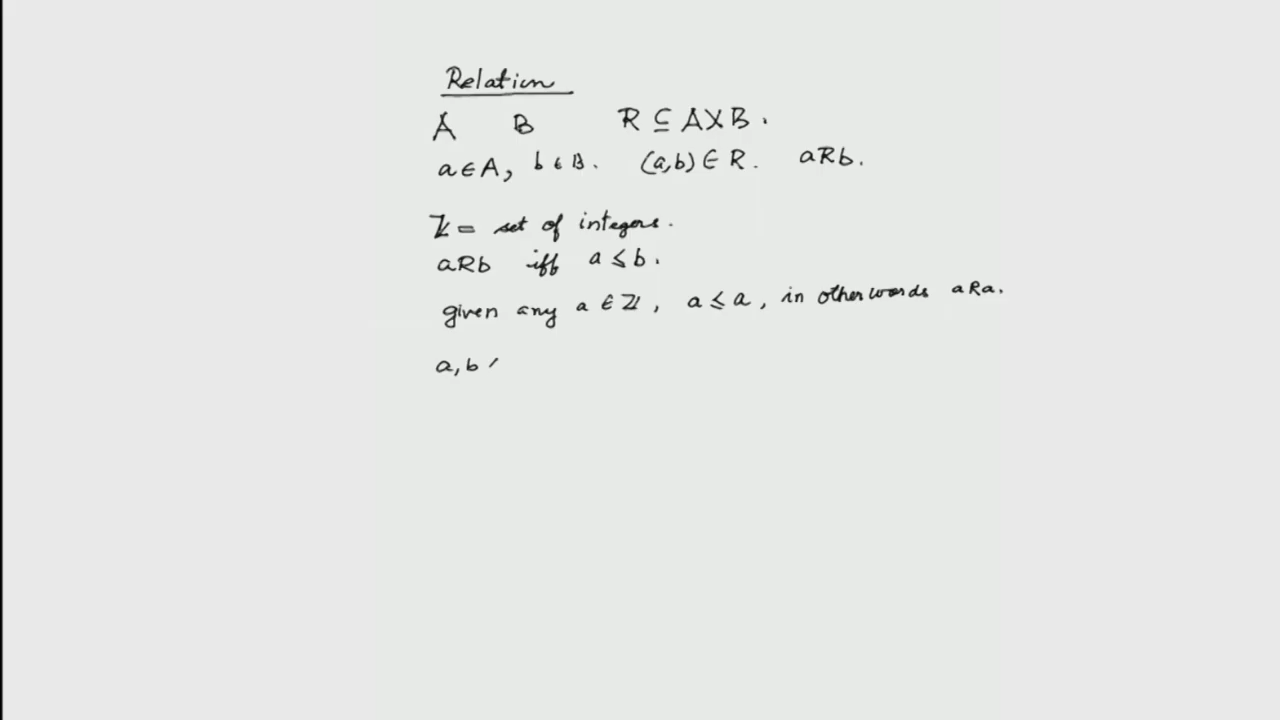 Relation
A B R ⊆ A×B.
a∈A, b∈B. (a,b)∈R. aRb.
ℤ = set of integers.
aRb iff a ≤ b.
given any a ∈ ℤ, a ≤ a, in other words aRa.
a, b